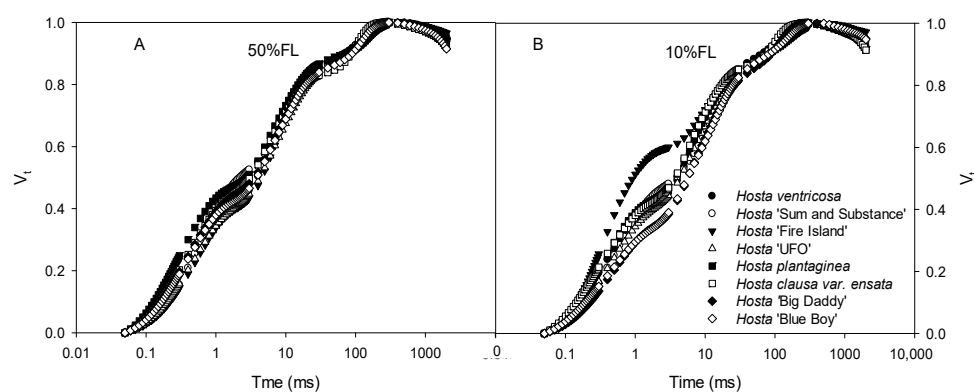 A
50%FL
B
10%FL
1.0
0.8
0.6
0.4
0.2
0.0
V_t
1.0
0.8
0.6
0.4
0.2
0.0
V_t
Hosta ventricosa
Hosta 'Sum and Substance'
Hosta 'Fire Island'
Hosta 'UFO'
Hosta plantaginea
Hosta clausa var. ensata
Hosta 'Big Daddy'
Hosta 'Blue Boy'
0.01 0.1 1 10 100 1000
0.1 1 10 100 1000 10,000
Tme (ms)
Time (ms)